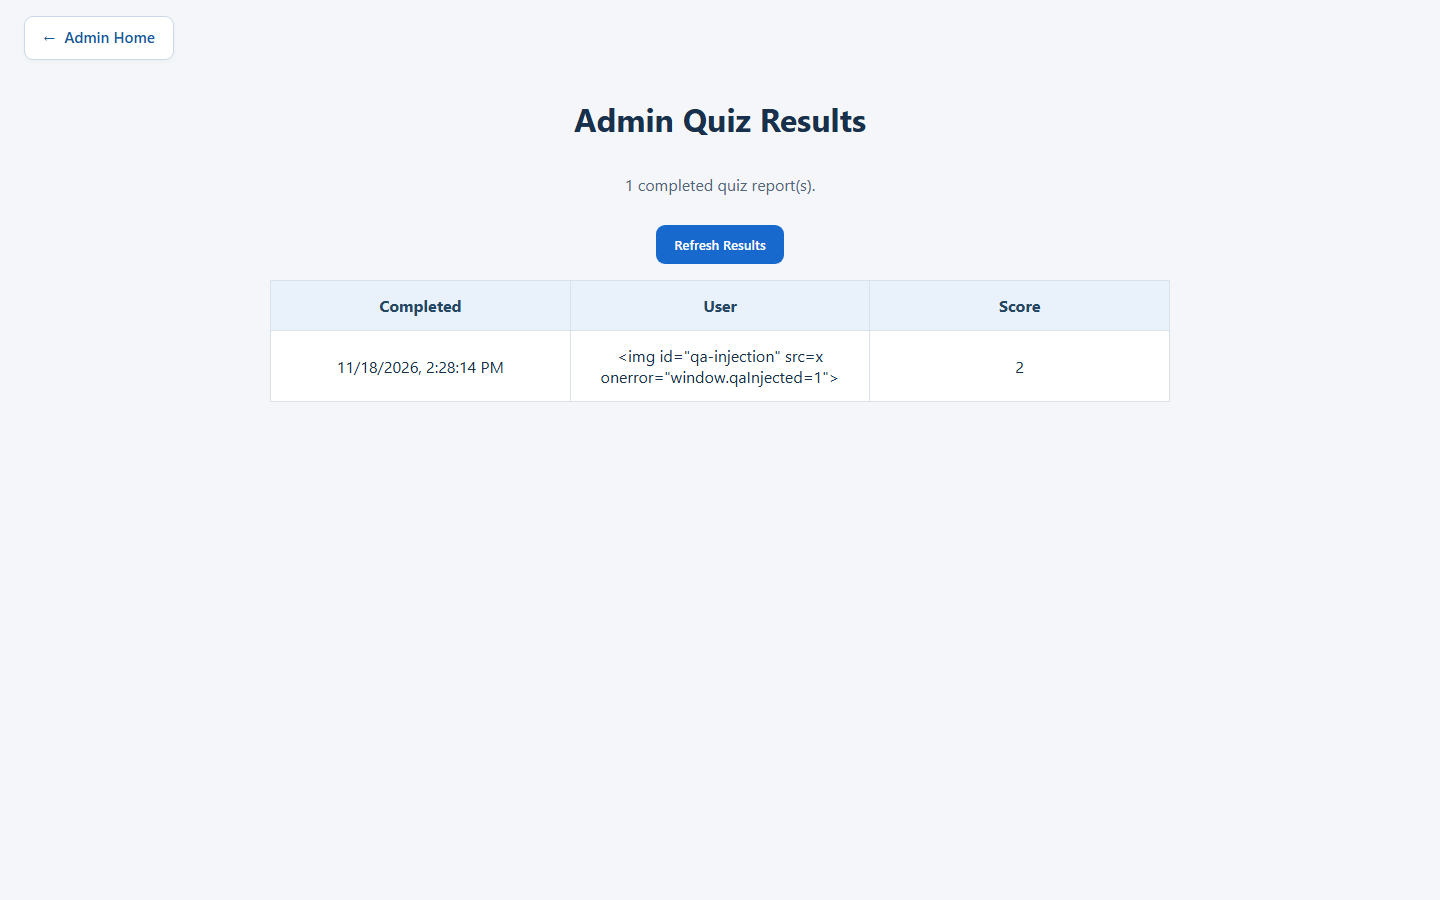 ← Admin Home
Admin Quiz Results
1 completed quiz report(s).
Refresh Results
Completed User Score
11/18/2026, 2:28:14 PM <img id="qa-injection" src=x 2
onerror="window.qaInjected=1">